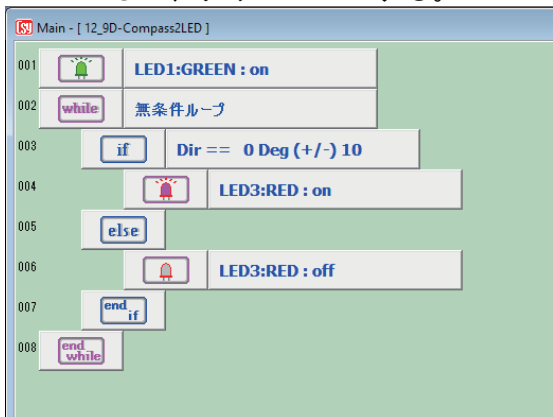 Main - [ 12_9D-Compass2LED ]
001 LED1:GREEN : on
002 while 無条件ループ
003 if Dir == 0 Deg (+/-) 10
004 LED3:RED : on
005 else
006 LED3:RED : off
007 end if
008 end while